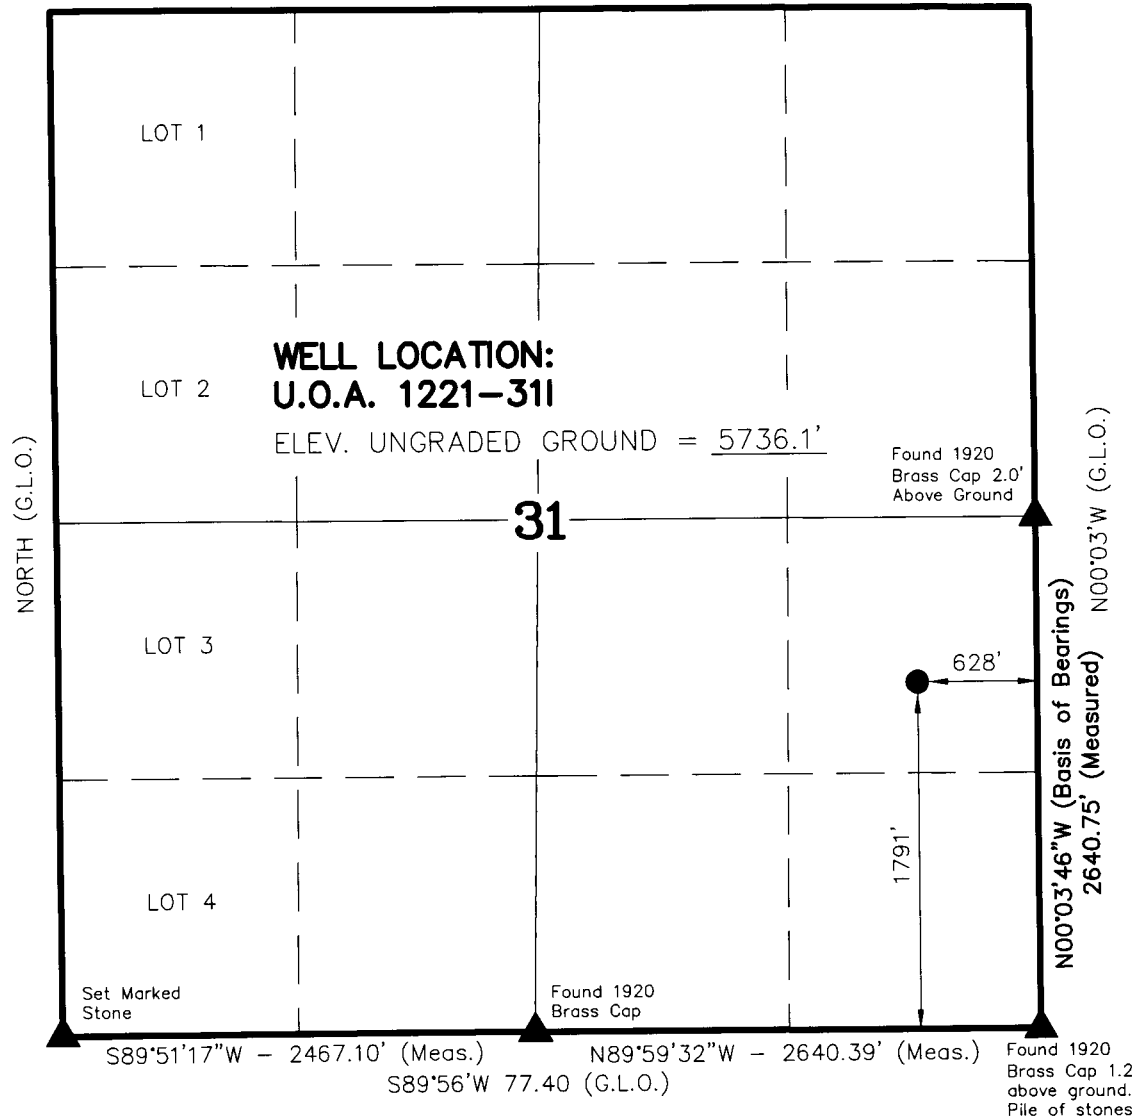 LOT 1
WELL LOCATION:
U.O.A. 1221-31I
LOT 2
ELEV. UNGRADED GROUND = 5736.1'
Found 1920
Brass Cap 2.0'
Above Ground
NORTH (G.L.O.)
N00°03'W (G.L.O.)
31
LOT 3
628'
N00°03'46"W (Basis of Bearings)
2640.75' (Measured)
1791'
LOT 4
Set Marked
Stone
Found 1920
Brass Cap
S89°51'17"W - 2467.10' (Meas.)
N89°59'32"W - 2640.39' (Meas.)
S89°56'W 77.40 (G.L.O.)
Found 1920
Brass Cap 1.2
above ground.
Pile of stones